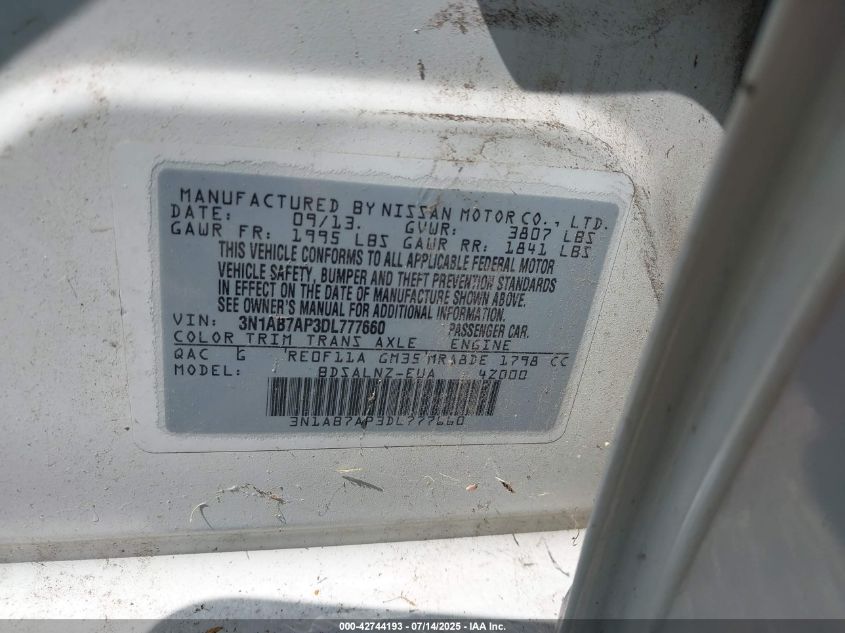 MANUFACTURED BY NISSAN MOTOR CO., LTD.
DATE: 09/13. GVWR: 3807 LBS
GAWR FR: 1995 LBS GAWR RR: 1841 LBS
THIS VEHICLE CONFORMS TO ALL APPLICABLE FEDERAL MOTOR
VEHICLE SAFETY, BUMPER AND THEFT PREVENTION STANDARDS
IN EFFECT ON THE DATE OF MANUFACTURE SHOWN ABOVE.
SEE OWNER'S MANUAL FOR ADDITIONAL INFORMATION.
VIN: 3N1AB7AP3DL777660 PASSENGER CAR.
COLOR TRIM TRANS AXLE ENGINE
QAC G RE0F11A GM35 MRA8DE 1798 CC
MODEL: BDSALNZ-EUA 4Z000
3N1AB7AP3DL777660
000-42744193 - 07/14/2025 - IAA Inc.